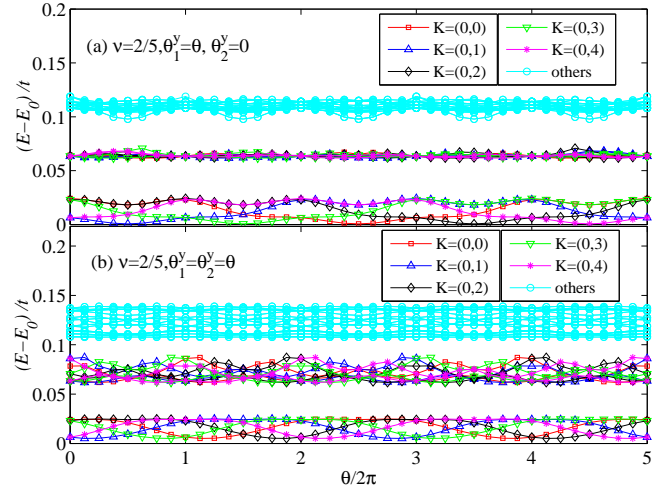 0.2
(a) ν=2/5,θ₁ʸ=θ, θ₂ʸ=0
K=(0,0)
K=(0,1)
K=(0,2)
K=(0,3)
K=(0,4)
others
0.15
0.1
0.05
0
(E−E₀)/t
0.2
(b) ν=2/5,θ₁ʸ=θ₂ʸ=θ
K=(0,0)
K=(0,1)
K=(0,2)
K=(0,3)
K=(0,4)
others
0.15
0.1
0.05
0
(E−E₀)/t
0 1 2 3 4 5
θ/2π